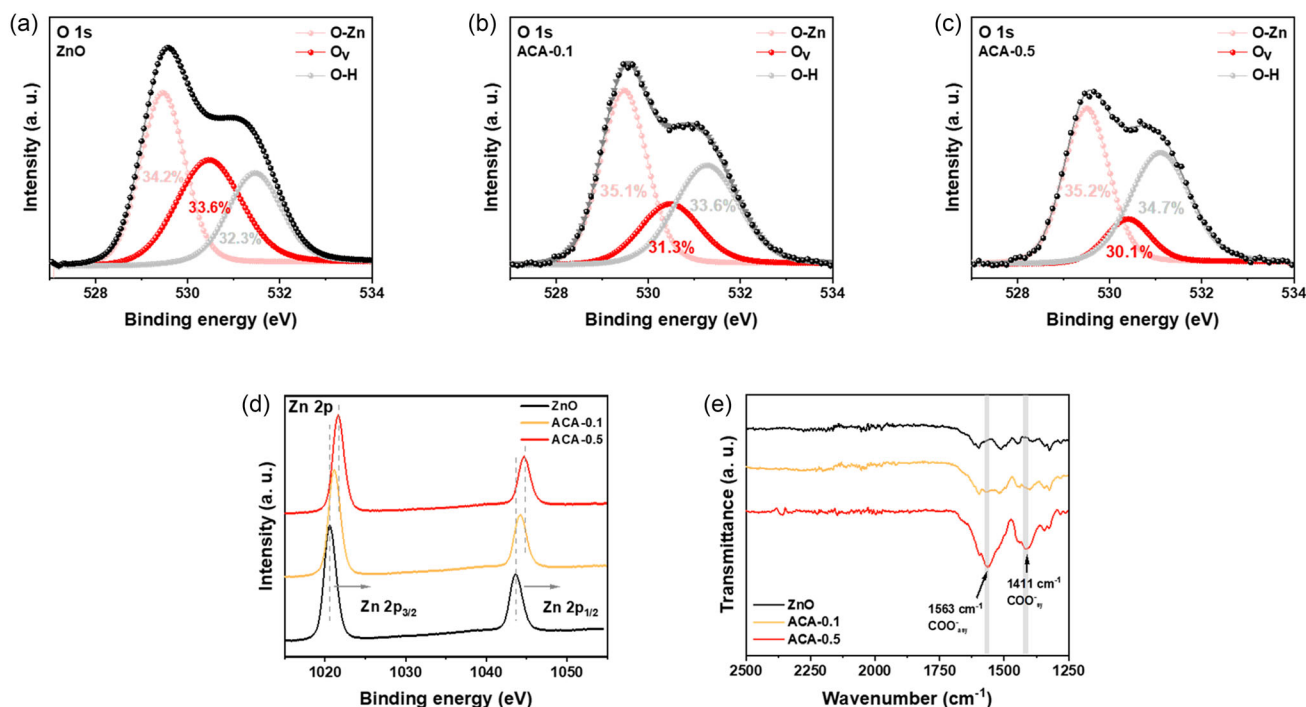 (a)
O 1s
ZnO
O-Zn
Oᵥ
O-H
34.2%
33.6%
32.3%
Intensity (a. u.)
528 530 532 534
Binding energy (eV)
(b)
O 1s
ACA-0.1
O-Zn
Oᵥ
O-H
35.1%
33.6%
31.3%
Intensity (a. u.)
528 530 532 534
Binding energy (eV)
(c)
O 1s
ACA-0.5
O-Zn
Oᵥ
O-H
35.2%
34.7%
30.1%
Intensity (a. u.)
528 530 532 534
Binding energy (eV)
(d)
Zn 2p
ZnO
ACA-0.1
ACA-0.5
Zn 2p3/2
Zn 2p1/2
Intensity (a. u.)
1020 1030 1040 1050
Binding energy (eV)
(e)
1563 cm⁻¹
COO⁻asy
1411 cm⁻¹
COO⁻sy
ZnO
ACA-0.1
ACA-0.5
Transmittance (a. u.)
2500 2250 2000 1750 1500 1250
Wavenumber (cm⁻¹)